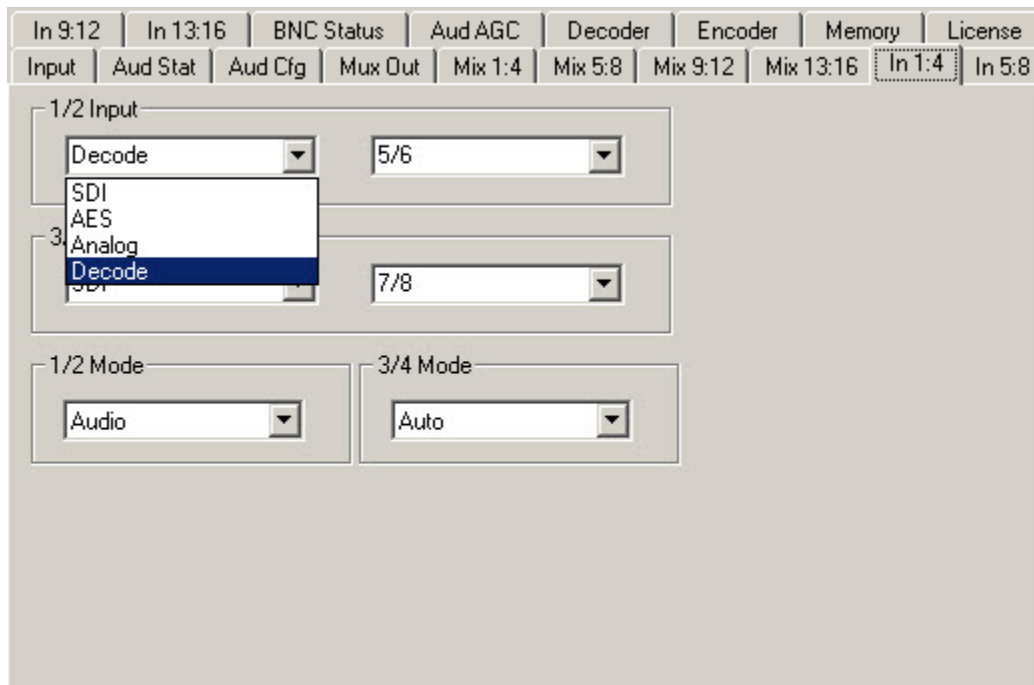 In 9:12 In 13:16 BNC Status Aud AGC Decoder Encoder Memory License
Input Aud Stat Aud Cfg Mux Out Mix 1:4 Mix 5:8 Mix 9:12 Mix 13:16 In 1:4 In 5:8
1/2 Input
Decode 5/6
SDI
AES
Analog
Decode
SDI 7/8
1/2 Mode 3/4 Mode
Audio Auto